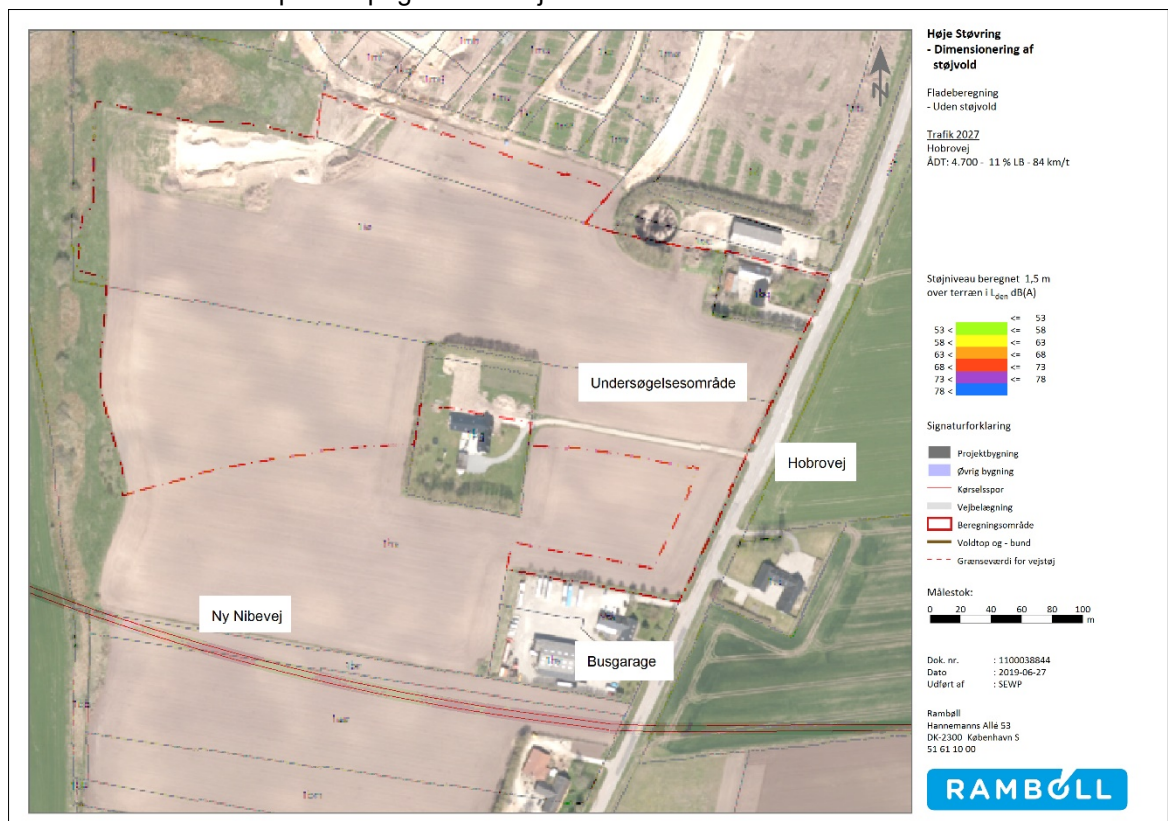 Høje Støvring
- Dimensionering af
støjvold
Fladeberegning
- Uden støjvold
Trafik 2027
Hobrovej
ÅDT: 4.700 - 11 % LB - 84 km/t
N
Støjniveau beregnet 1,5 m
over terræn i Lden dB(A)
<= 53
53 < <= 58
58 < <= 63
63 < <= 68
68 < <= 73
73 < <= 78
78 <
Signaturforklaring
Projektbygning
Øvrig bygning
Kørselsspor
Vejbelægning
Beregningsområde
Voldtop og - bund
Grænseværdi for vejstøj
Målestok:
0 20 40 60 80 100
m
Dok. nr. : 1100038844
Dato : 2019-06-27
Udført af : SEWP
Rambøll
Hannemanns Allé 53
DK-2300 København S
51 61 10 00
RAMBOLL
Undersøgelsesområde
Hobrovej
Ny Nibevej
Busgarage